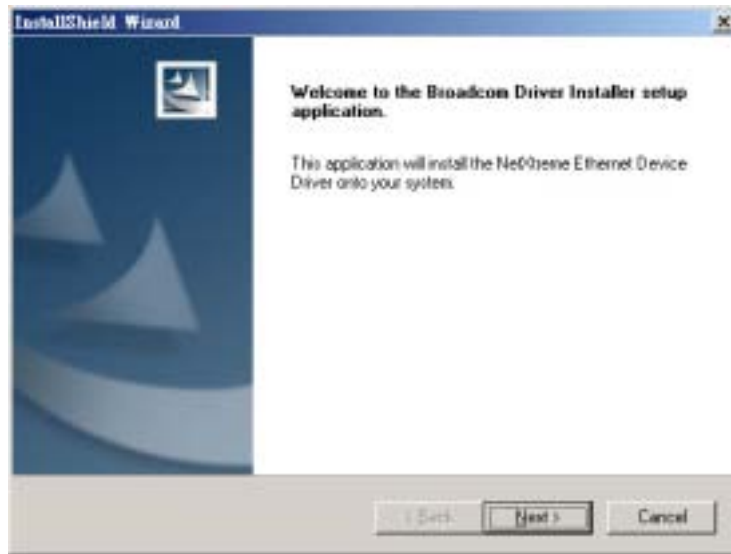 InstallShield Wizard
Welcome to the Broadcom Driver Installer setup
application.
This application will install the NetXtreme Ethernet Device
Driver onto your system.
< Back
Next >
Cancel